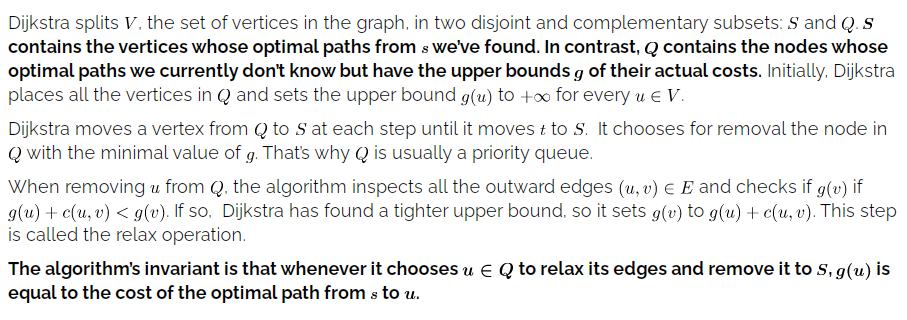 Dijkstra splits V, the set of vertices in the graph, in two disjoint and complementary subsets: S and Q. S
contains the vertices whose optimal paths from s we've found. In contrast, Q contains the nodes whose
optimal paths we currently don't know but have the upper bounds g of their actual costs. Initially, Dijkstra
places all the vertices in Q and sets the upper bound g(u) to +∞ for every u ∈ V.
Dijkstra moves a vertex from Q to S at each step until it moves t to S. It chooses for removal the node in
Q with the minimal value of g. That's why Q is usually a priority queue.
When removing u from Q, the algorithm inspects all the outward edges (u, v) ∈ E and checks if g(v) if
g(u) + c(u, v) < g(v). If so, Dijkstra has found a tighter upper bound, so it sets g(v) to g(u) + c(u, v). This step
is called the relax operation.
The algorithm's invariant is that whenever it chooses u ∈ Q to relax its edges and remove it to S, g(u) is
equal to the cost of the optimal path from s to u.